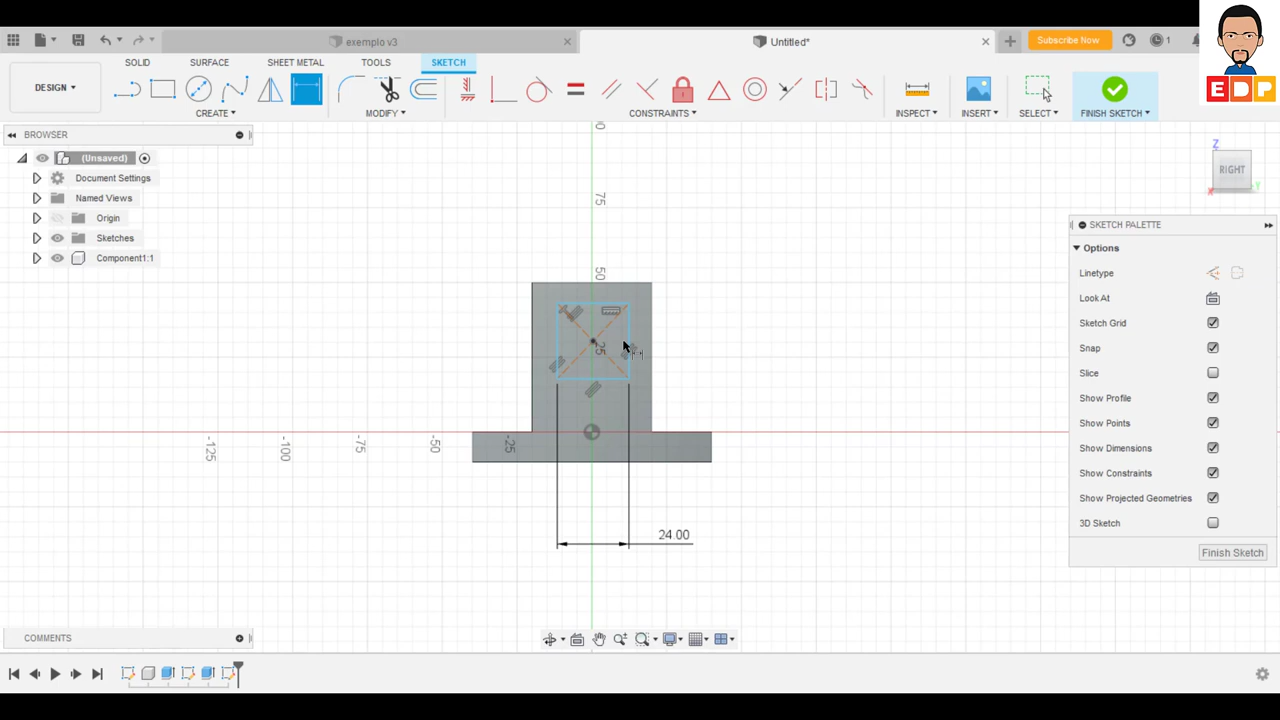 exemplo v3
Untitled*
Subscribe Now
1
EDP
DESIGN
SOLID SURFACE SHEET METAL TOOLS SKETCH
CREATE MODIFY CONSTRAINTS INSPECT INSERT SELECT FINISH SKETCH
BROWSER
(Unsaved)
Document Settings
Named Views
Origin
Sketches
Component1:1
Z
RIGHT
X
Y
SKETCH PALETTE
Options
Linetype
Look At
Sketch Grid
Snap
Slice
Show Profile
Show Points
Show Dimensions
Show Constraints
Show Projected Geometries
3D Sketch
Finish Sketch
75
50
25
-125
-100
-75
-50
-25
24.00
COMMENTS